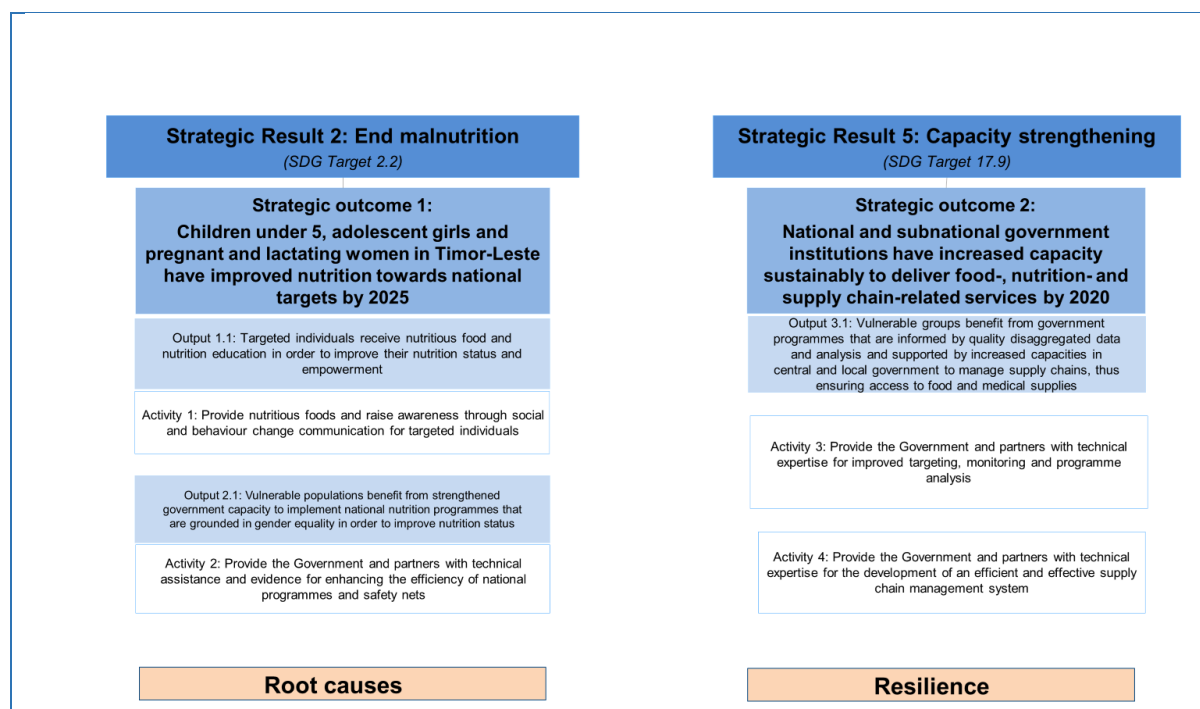 Strategic Result 2: End malnutrition
(SDG Target 2.2)
Strategic outcome 1:
Children under 5, adolescent girls and
pregnant and lactating women in Timor-Leste
have improved nutrition towards national
targets by 2025
Output 1.1: Targeted individuals receive nutritious food and
nutrition education in order to improve their nutrition status and
empowerment
Activity 1: Provide nutritious foods and raise awareness through social
and behaviour change communication for targeted individuals
Output 2.1: Vulnerable populations benefit from strengthened
government capacity to implement national nutrition programmes that
are grounded in gender equality in order to improve nutrition status
Activity 2: Provide the Government and partners with technical
assistance and evidence for enhancing the efficiency of national
programmes and safety nets
Root causes
Strategic Result 5: Capacity strengthening
(SDG Target 17.9)
Strategic outcome 2:
National and subnational government
institutions have increased capacity
sustainably to deliver food-, nutrition- and
supply chain-related services by 2020
Output 3.1: Vulnerable groups benefit from government
programmes that are informed by quality disaggregated data
and analysis and supported by increased capacities in
central and local government to manage supply chains, thus
ensuring access to food and medical supplies
Activity 3: Provide the Government and partners with technical
expertise for improved targeting, monitoring and programme
analysis
Activity 4: Provide the Government and partners with technical
expertise for the development of an efficient and effective supply
chain management system
Resilience